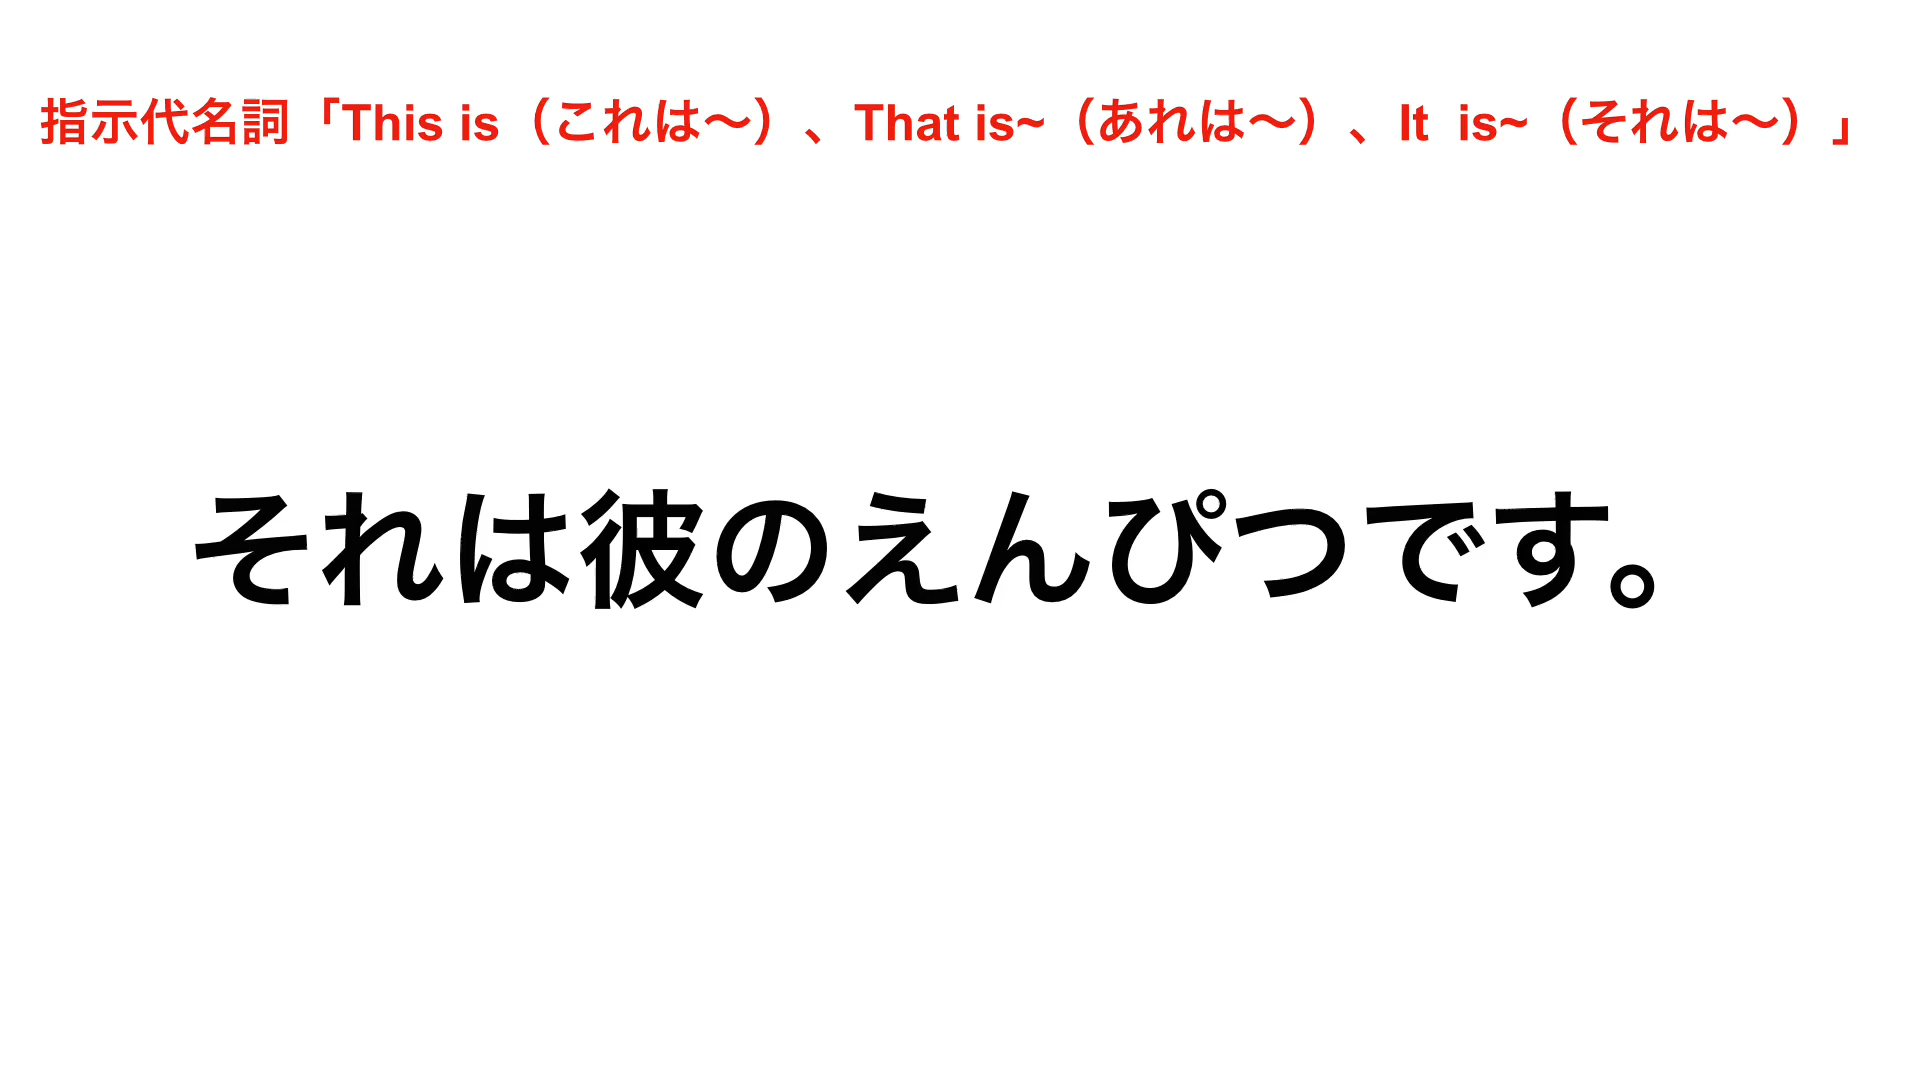 指示代名詞「This is（これは〜）、That is~（あれは〜）、It  is~（それは〜）」
それは彼のえんぴつです。